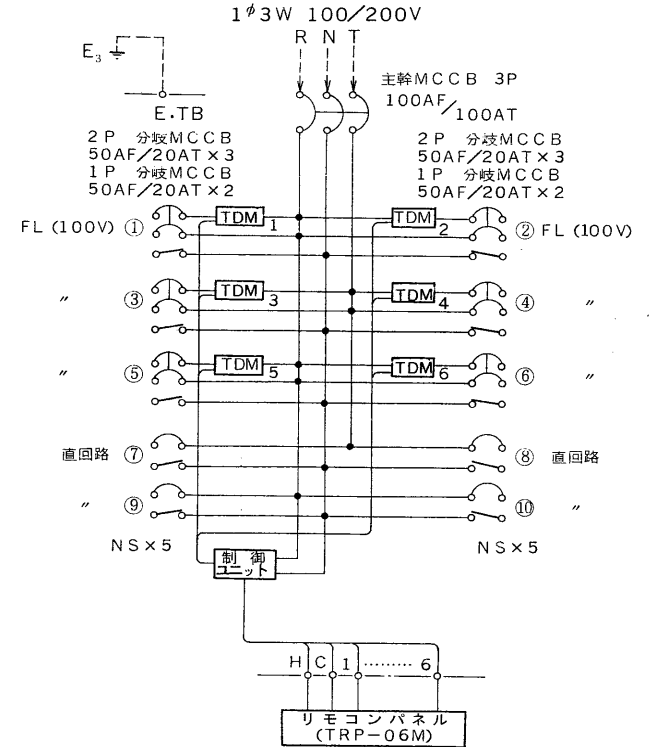 1φ3W 100/200V
R N T
E₃
E.TB
主幹MCCB 3P
100AF/100AT
2P 分岐MCCB
50AF/20AT×3
1P 分岐MCCB
50AF/20AT×2
2P 分岐MCCB
50AF/20AT×3
1P 分岐MCCB
50AF/20AT×2
FL (100V) ① TDM 1 TDM 2 ② FL (100V)
〃 ③ TDM 3 TDM 4 ④ 〃
〃 ⑤ TDM 5 TDM 6 ⑥ 〃
直回路 ⑦ ⑧ 直回路
〃 ⑨ ⑩ 〃
NS×5 NS×5
制御
ユニット
H C 1 ……… 6
リモコンパネル
(TRP-06M)